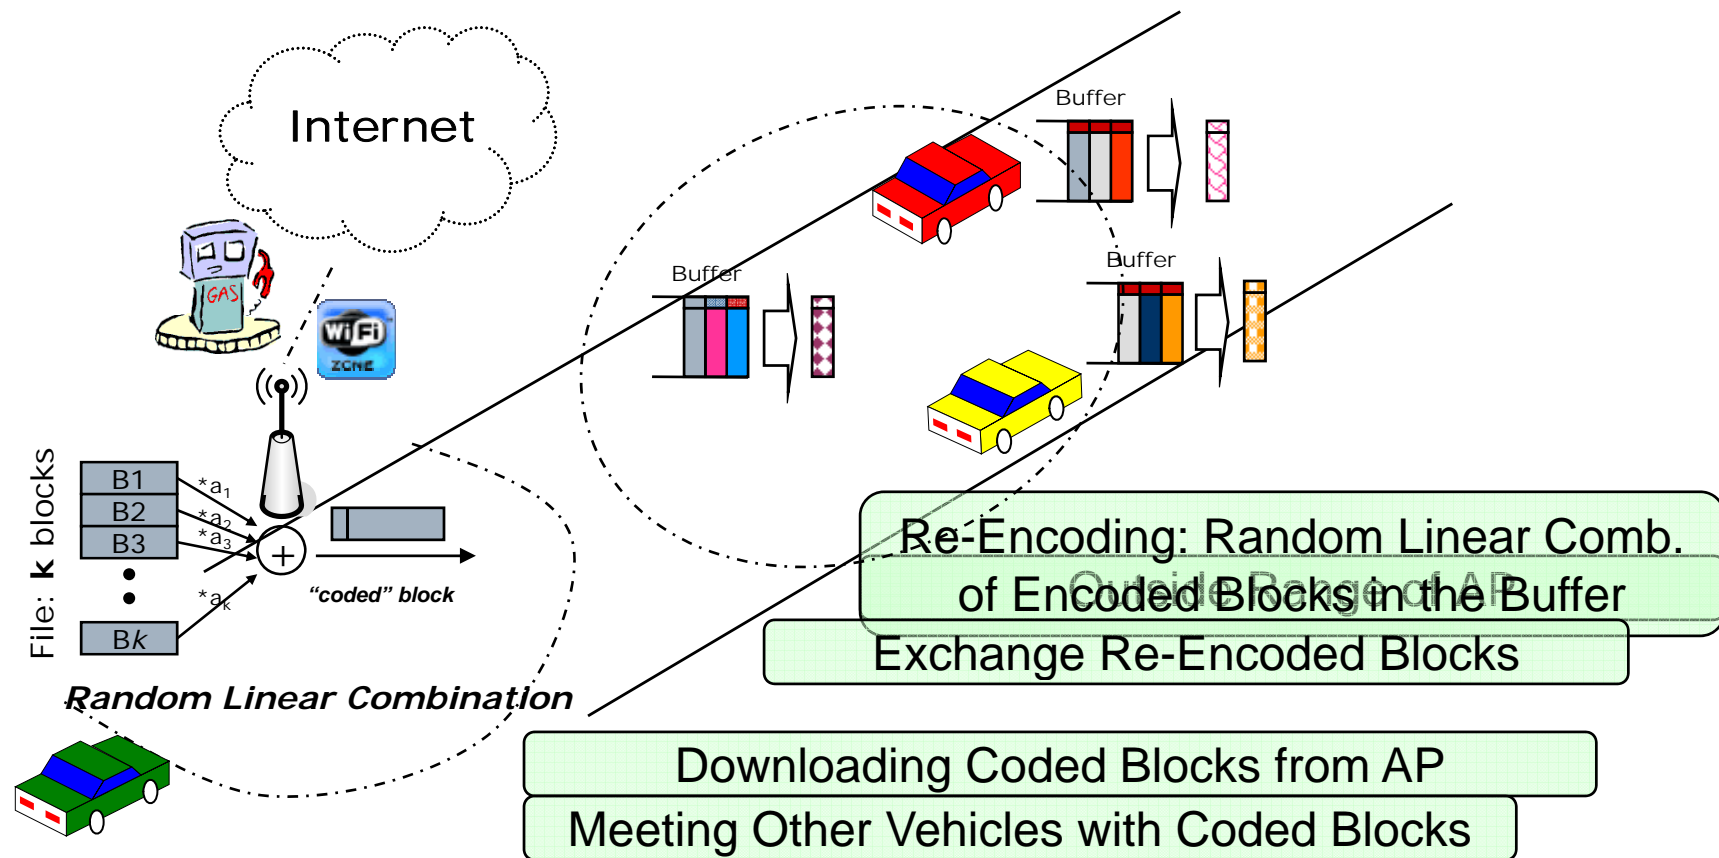 Internet
Buffer
Buffer
Buffer
GAS
WiFi
ZONE
File: k blocks
B1
B2
B3
Bk
*a1
*a2
*a3
*ak
+
"coded" block
Random Linear Combination
Re-Encoding: Random Linear Comb.
of Encoded Blocks in the Buffer
Outside Range of AP
Exchange Re-Encoded Blocks
Downloading Coded Blocks from AP
Meeting Other Vehicles with Coded Blocks